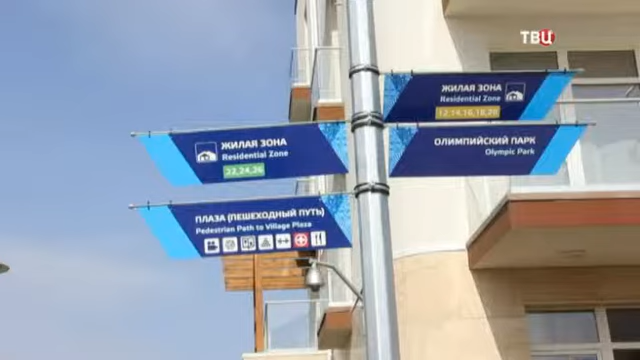 ТВЦ
ЖИЛАЯ ЗОНА
Residential Zone
12,14,16,18,20
ОЛИМПИЙСКИЙ ПАРК
Olympic Park
ЖИЛАЯ ЗОНА
Residential Zone
22,24,26
ПЛАЗА (ПЕШЕХОДНЫЙ ПУТЬ)
Pedestrian Path to Village Plaza